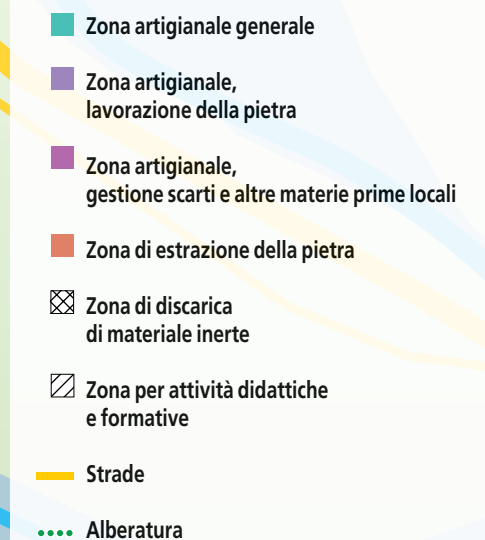 Zona artigianale generale
Zona artigianale,
lavorazione della pietra
Zona artigianale,
gestione scarti e altre materie prime locali
Zona di estrazione della pietra
Zona di discarica
di materiale inerte
Zona per attività didattiche
e formative
Strade
Alberatura